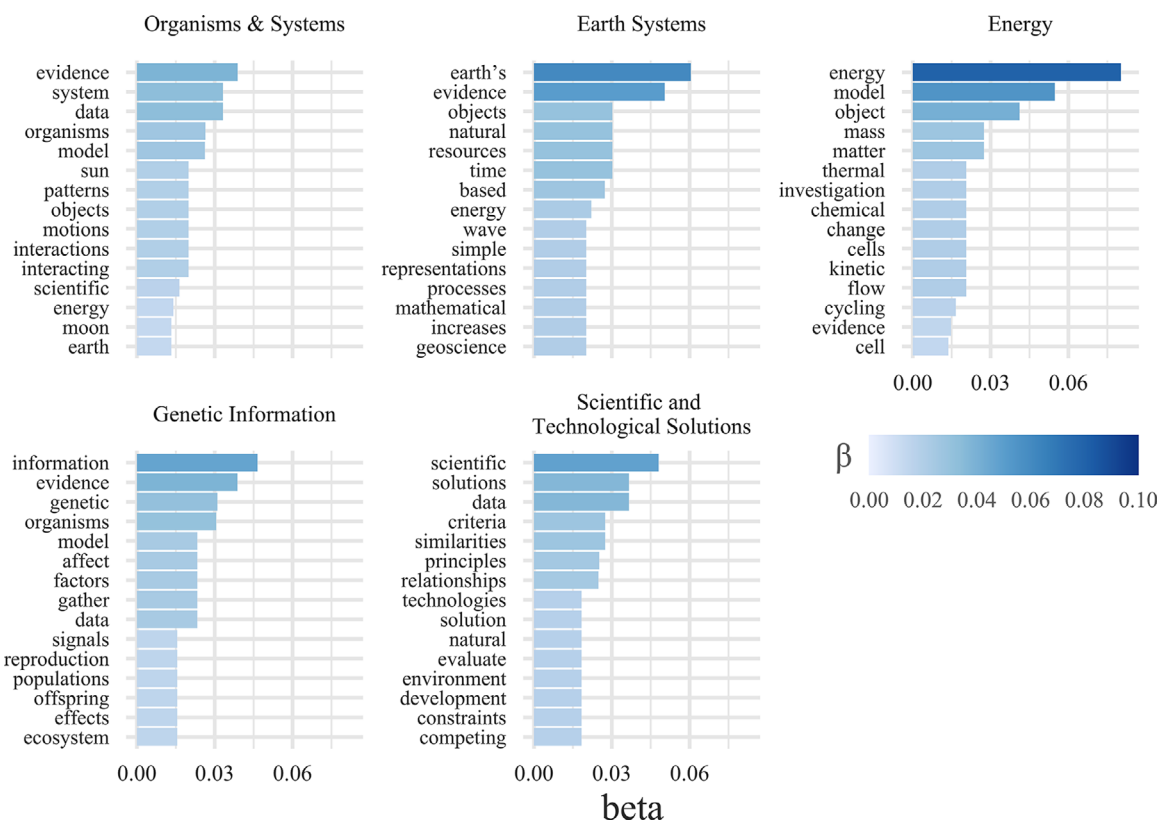 Organisms & Systems
evidence
system
data
organisms
model
sun
patterns
objects
motions
interactions
interacting
scientific
energy
moon
earth
Earth Systems
earth’s
evidence
objects
natural
resources
time
based
energy
wave
simple
representations
processes
mathematical
increases
geoscience
Energy
energy
model
object
mass
matter
thermal
investigation
chemical
change
cells
kinetic
flow
cycling
evidence
cell
0.00 0.03 0.06
Genetic Information
information
evidence
genetic
organisms
model
affect
factors
gather
data
signals
reproduction
populations
offspring
effects
ecosystem
0.00 0.03 0.06
Scientific and
Technological Solutions
scientific
solutions
data
criteria
similarities
principles
relationships
technologies
solution
natural
evaluate
environment
development
constraints
competing
0.00 0.03 0.06
beta
β
0.00 0.02 0.04 0.06 0.08 0.10